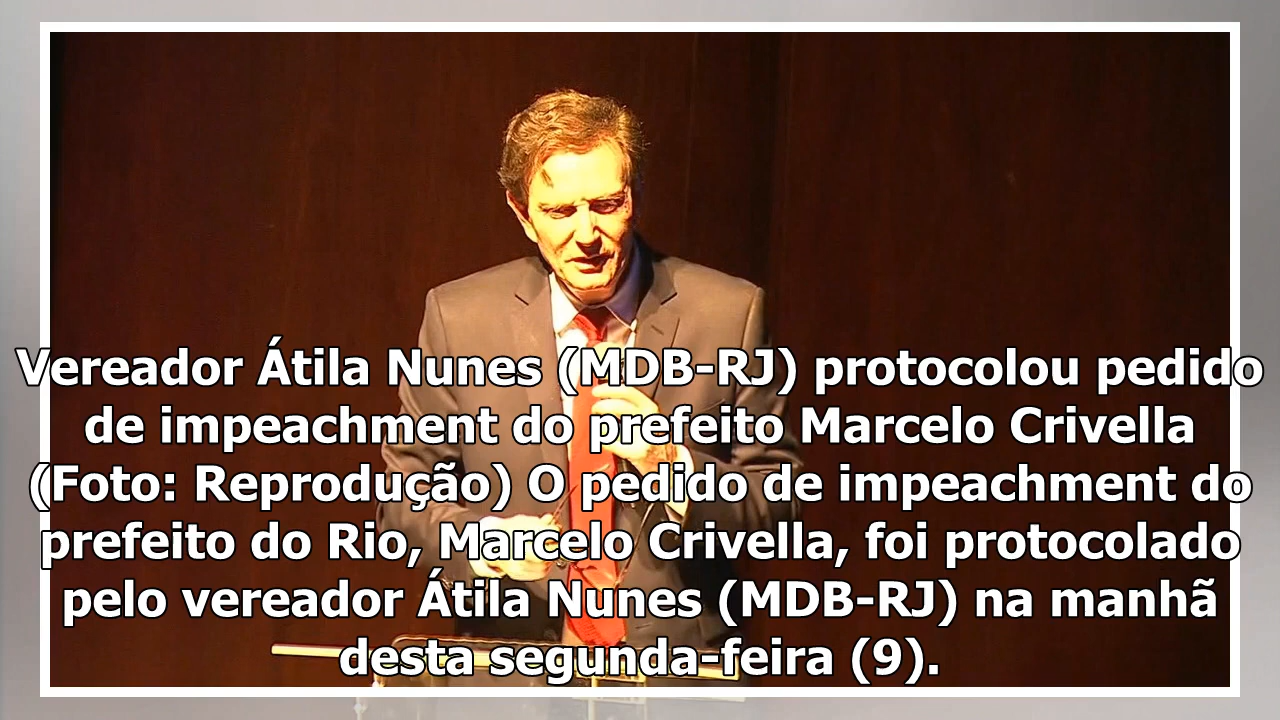 Vereador Átila Nunes (MDB-RJ) protocolou pedido
de impeachment do prefeito Marcelo Crivella
(Foto: Reprodução) O pedido de impeachment do
prefeito do Rio, Marcelo Crivella, foi protocolado
pelo vereador Átila Nunes (MDB-RJ) na manhã
desta segunda-feira (9).